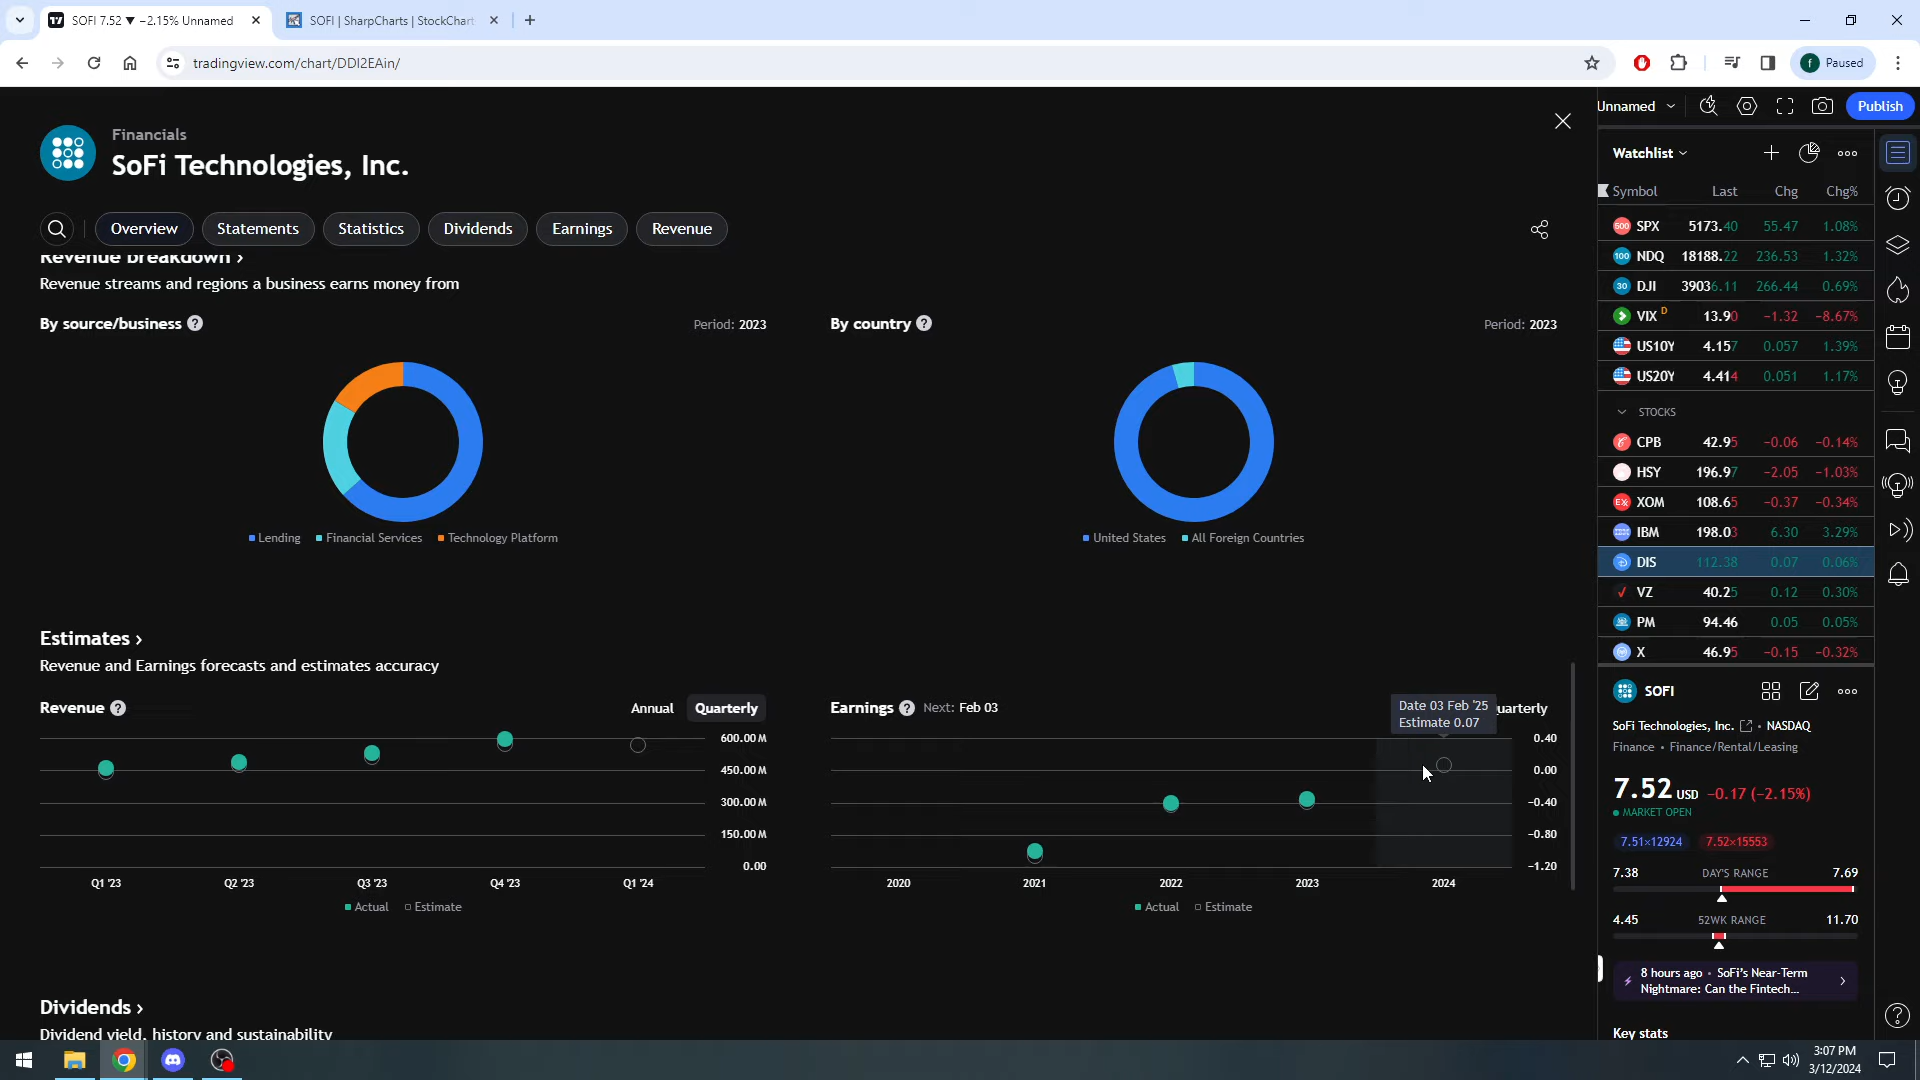 SOFI 7.52 ▼ −2.15% Unnamed
SOFI | SharpCharts | StockChart
tradingview.com/chart/DDI2EAin/
f Paused
Financials
SoFi Technologies, Inc.
Overview Statements Statistics Dividends Earnings Revenue
Revenue breakdown ›
Revenue streams and regions a business earns money from
By source/business ? Period: 2023
By country ? Period: 2023
Lending Financial Services Technology Platform
United States All Foreign Countries
Estimates ›
Revenue and Earnings forecasts and estimates accuracy
Revenue ? Annual Quarterly
600.00 M
450.00 M
300.00 M
150.00 M
0.00
Q1 '23 Q2 '23 Q3 '23 Q4 '23 Q1 '24
Actual Estimate
Earnings ? Next: Feb 03
Date 03 Feb '25
Estimate 0.07
0.40
0.00
−0.40
−0.80
−1.20
2020 2021 2022 2023 2024
Actual Estimate
Dividends ›
Dividend yield, history and sustainability
Unnamed Publish
Watchlist
Symbol Last Chg Chg%
500 SPX 5173.40 55.47 1.08%
100 NDQ 18188.22 236.53 1.32%
30 DJI 39036.11 266.44 0.69%
VIX D 13.90 −1.32 −8.67%
US10Y 4.157 0.057 1.39%
US20Y 4.414 0.051 1.17%
STOCKS
CPB 42.95 −0.06 −0.14%
HSY 196.97 −2.05 −1.03%
XOM 108.65 −0.37 −0.34%
IBM 198.03 6.30 3.29%
DIS 112.38 0.07 0.06%
VZ 40.25 0.12 0.30%
PM 94.46 0.05 0.05%
X 46.95 −0.15 −0.32%
SOFI
SoFi Technologies, Inc. • NASDAQ
Finance • Finance/Rental/Leasing
7.52 USD −0.17 (−2.15%)
MARKET OPEN
7.51×12924 7.52×15553
7.38 DAY'S RANGE 7.69
4.45 52WK RANGE 11.70
8 hours ago • SoFi's Near-Term
Nightmare: Can the Fintech...
Key stats
3:07 PM
3/12/2024